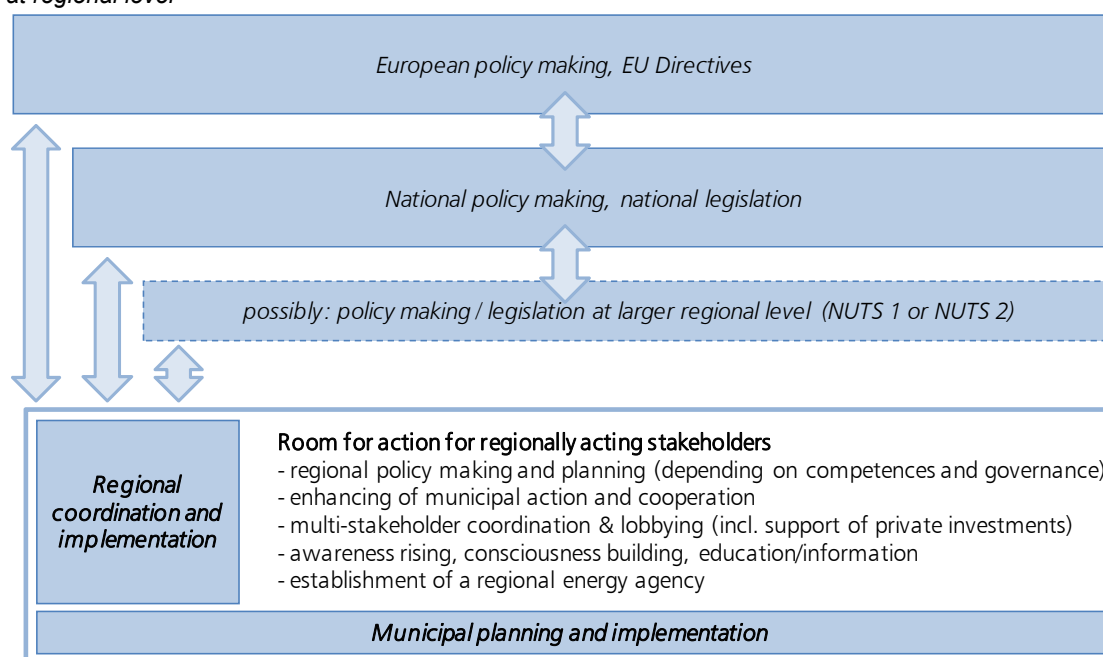 at regional level
European policy making, EU Directives
National policy making, national legislation
possibly: policy making / legislation at larger regional level (NUTS 1 or NUTS 2)
Regional
coordination and
implementation
Room for action for regionally acting stakeholders
- regional policy making and planning (depending on competences and governance)
- enhancing of municipal action and cooperation
- multi-stakeholder coordination & lobbying (incl. support of private investments)
- awareness rising, consciousness building, education/information
- establishment of a regional energy agency
Municipal planning and implementation